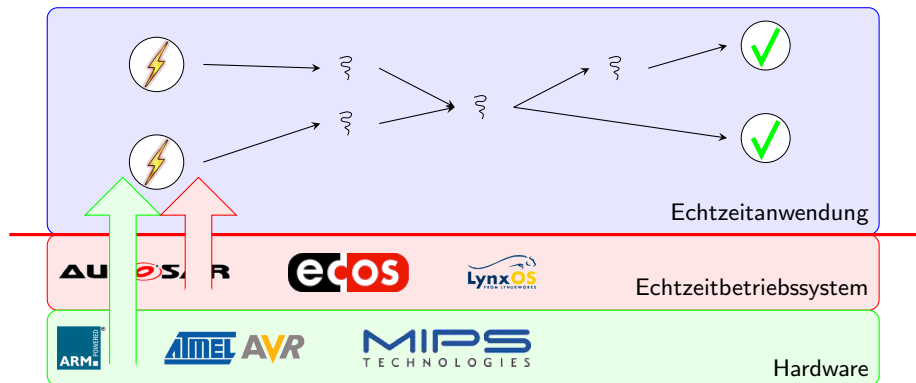 Echtzeitanwendung
AUTOSAR
ecos
LynxOS
FROM LYNUXWORKS
Echtzeitbetriebssystem
ARM
POWERED
®
ATMEL AVR
MIPS
TECHNOLOGIES
Hardware